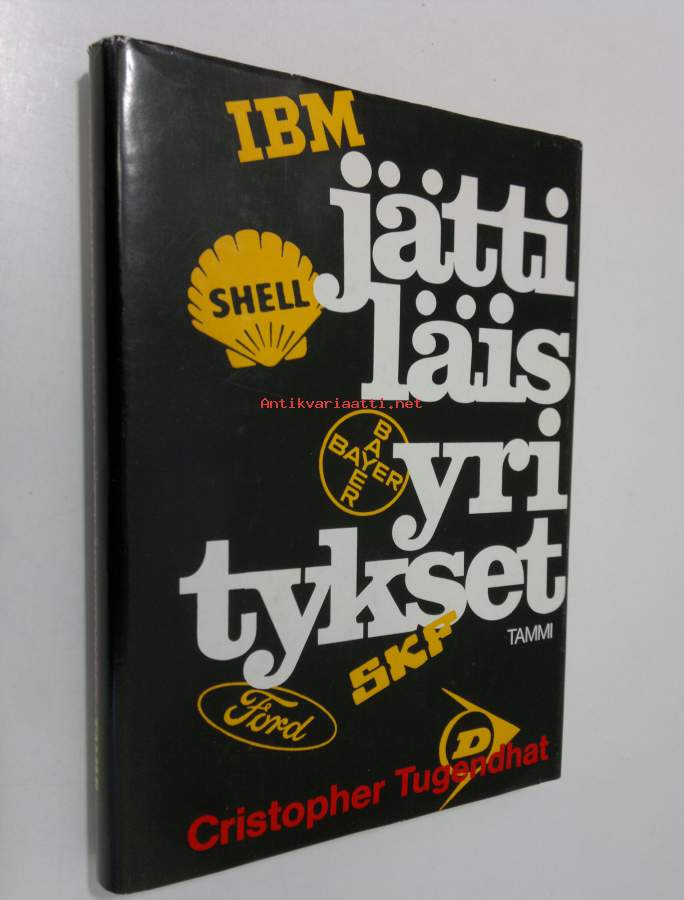 IBM
jätti
SHELL
läis
Antikvariaatti.net
BAYER
BAYER
yri
tykset
TAMMI
SKF
Ford
D
Cristopher Tugendhat